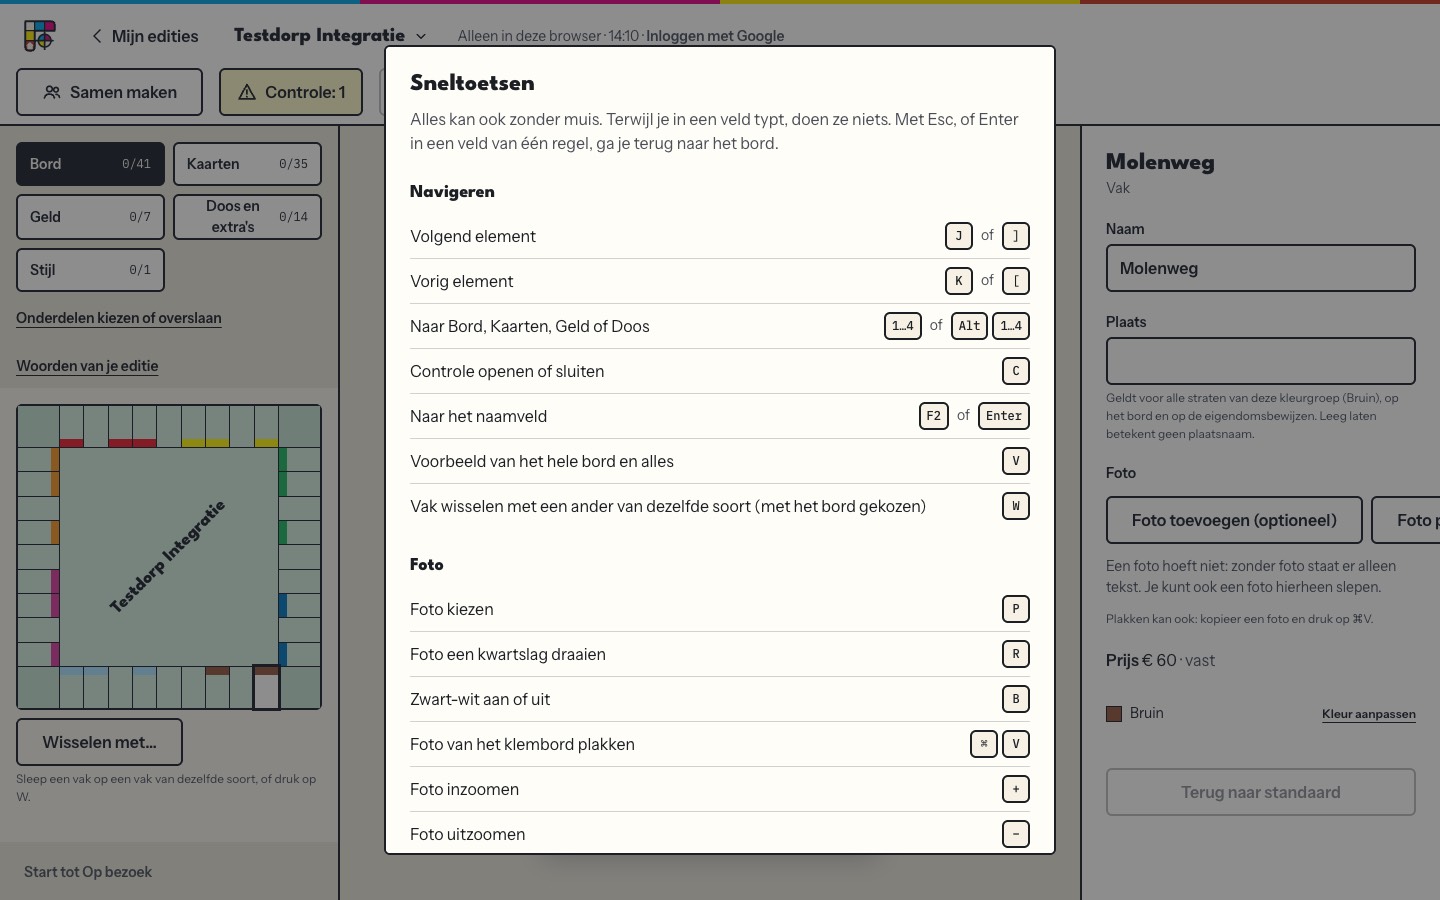 Mijn edities
Testdorp Integratie
Alleen in deze browser · 14:10 · Inloggen met Google
Samen maken
Controle: 1
Bord 0/41
Kaarten 0/35
Geld 0/7
Doos en extra's 0/14
Stijl 0/1
Onderdelen kiezen of overslaan
Woorden van je editie
Testdorp Integratie
Wisselen met...
Sleep een vak op een vak van dezelfde soort, of druk op
W.
Start tot Op bezoek
Sneltoetsen
Alles kan ook zonder muis. Terwijl je in een veld typt, doen ze niets. Met Esc, of Enter
in een veld van één regel, ga je terug naar het bord.
Navigeren
Volgend element J of ]
Vorig element K of [
Naar Bord, Kaarten, Geld of Doos 1…4 of Alt 1…4
Controle openen of sluiten C
Naar het naamveld F2 of Enter
Voorbeeld van het hele bord en alles V
Vak wisselen met een ander van dezelfde soort (met het bord gekozen) W
Foto
Foto kiezen P
Foto een kwartslag draaien R
Zwart-wit aan of uit B
Foto van het klembord plakken ⌘ V
Foto inzoomen +
Foto uitzoomen −
Molenweg
Vak
Naam
Molenweg
Plaats
Geldt voor alle straten van deze kleurgroep (Bruin), op
het bord en op de eigendomsbewijzen. Leeg laten
betekent geen plaatsnaam.
Foto
Foto toevoegen (optioneel)
Foto
Een foto hoeft niet: zonder foto staat er alleen
tekst. Je kunt ook een foto hierheen slepen.
Plakken kan ook: kopieer een foto en druk op ⌘V.
Prijs € 60 · vast
Bruin
Kleur aanpassen
Terug naar standaard